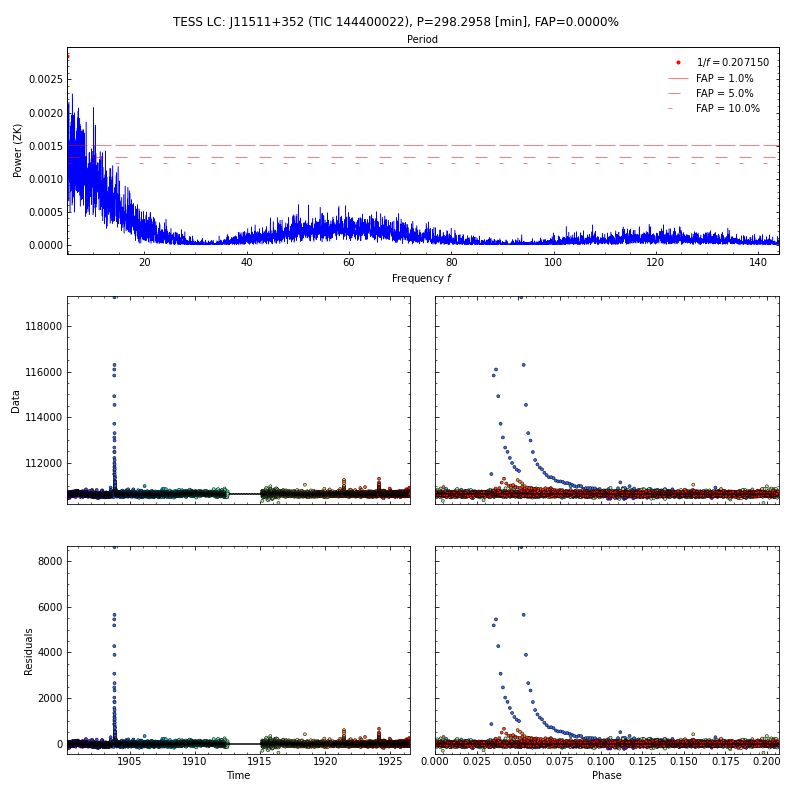 TESS LC: J11511+352 (TIC 144400022), P=298.2958 [min], FAP=0.0000%
Period
Power (ZK)
0.0025
0.0020
0.0015
0.0010
0.0005
0.0000
1/f = 0.207150
FAP = 1.0%
FAP = 5.0%
FAP = 10.0%
20 40 60 80 100 120 140
Frequency f
Data
118000
116000
114000
112000
Residuals
8000
6000
4000
2000
0
1905 1910 1915 1920 1925
Time
0.000 0.025 0.050 0.075 0.100 0.125 0.150 0.175 0.200
Phase